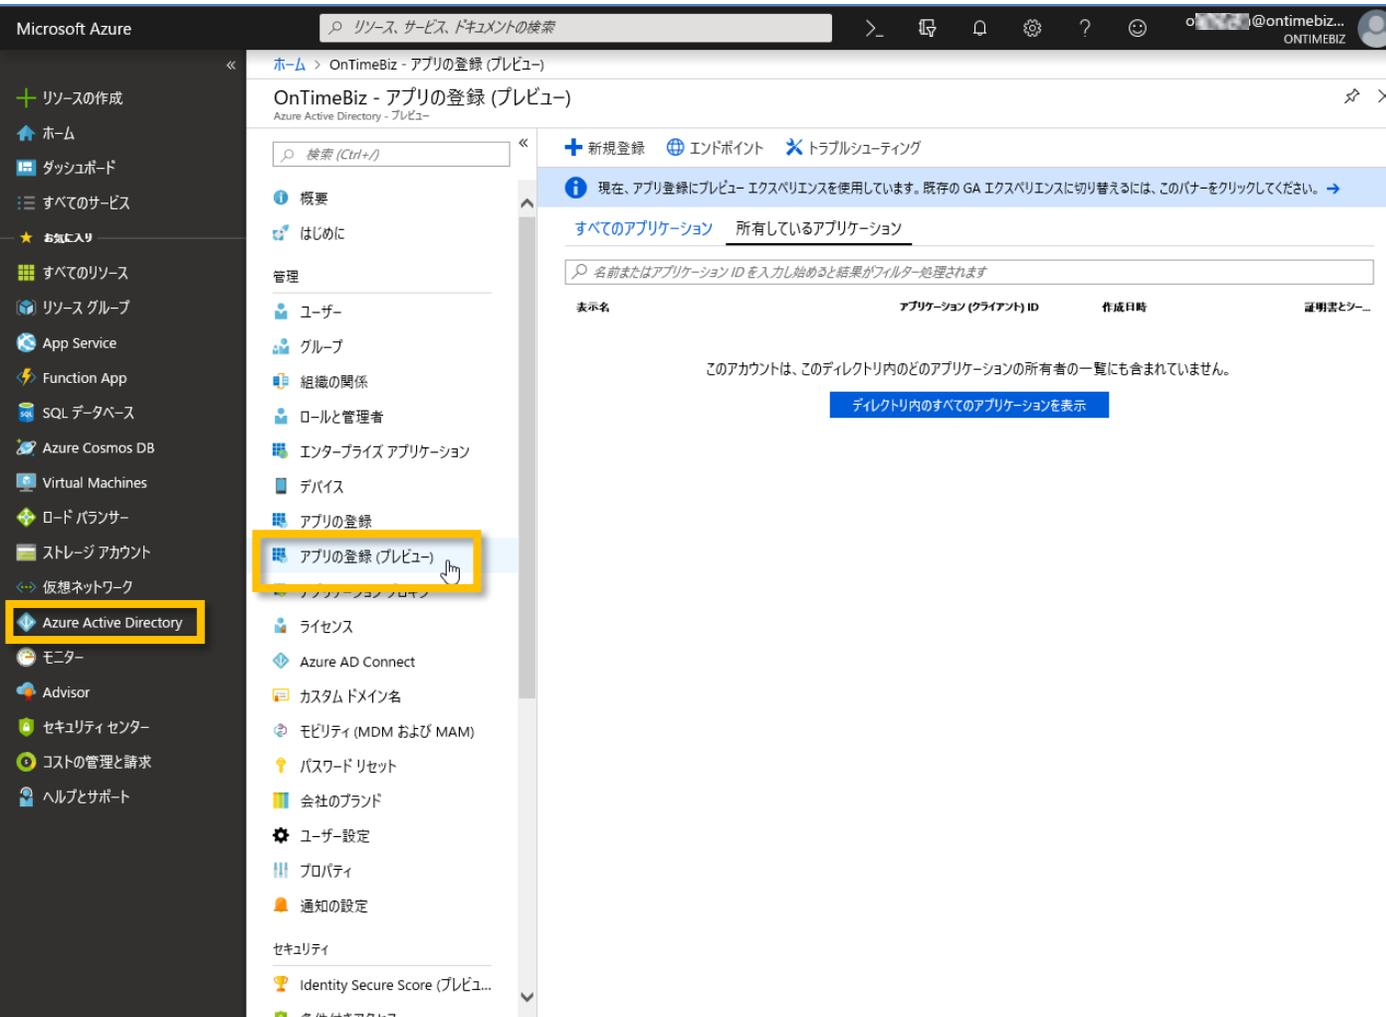 Microsoft Azure
リソース、サービス、ドキュメントの検索
@ontimebiz...
ONTIMEBIZ
リソースの作成
ホーム
ダッシュボード
すべてのサービス
お気に入り
すべてのリソース
リソース グループ
App Service
Function App
SQL データベース
Azure Cosmos DB
Virtual Machines
ロード バランサー
ストレージ アカウント
仮想ネットワーク
Azure Active Directory
モニター
Advisor
セキュリティ センター
コストの管理と請求
ヘルプとサポート
ホーム > OnTimeBiz - アプリの登録 (プレビュー)
OnTimeBiz - アプリの登録 (プレビュー)
Azure Active Directory - プレビュー
検索 (Ctrl+/)
概要
はじめに
管理
ユーザー
グループ
組織の関係
ロールと管理者
エンタープライズ アプリケーション
デバイス
アプリの登録
アプリの登録 (プレビュー)
アプリケーション プロキシ
ライセンス
Azure AD Connect
カスタム ドメイン名
モビリティ (MDM および MAM)
パスワード リセット
会社のブランド
ユーザー設定
プロパティ
通知の設定
セキュリティ
Identity Secure Score (プレビュ...
条件付きアクセス
新規登録 エンドポイント トラブルシューティング
現在、アプリ登録にプレビュー エクスペリエンスを使用しています。既存の GA エクスペリエンスに切り替えるには、このバナーをクリックしてください。 →
すべてのアプリケーション 所有しているアプリケーション
名前またはアプリケーション ID を入力し始めると結果がフィルター処理されます
表示名 アプリケーション (クライアント) ID 作成日時 証明書とシー...
このアカウントは、このディレクトリ内のどのアプリケーションの所有者の一覧にも含まれていません。
ディレクトリ内のすべてのアプリケーションを表示